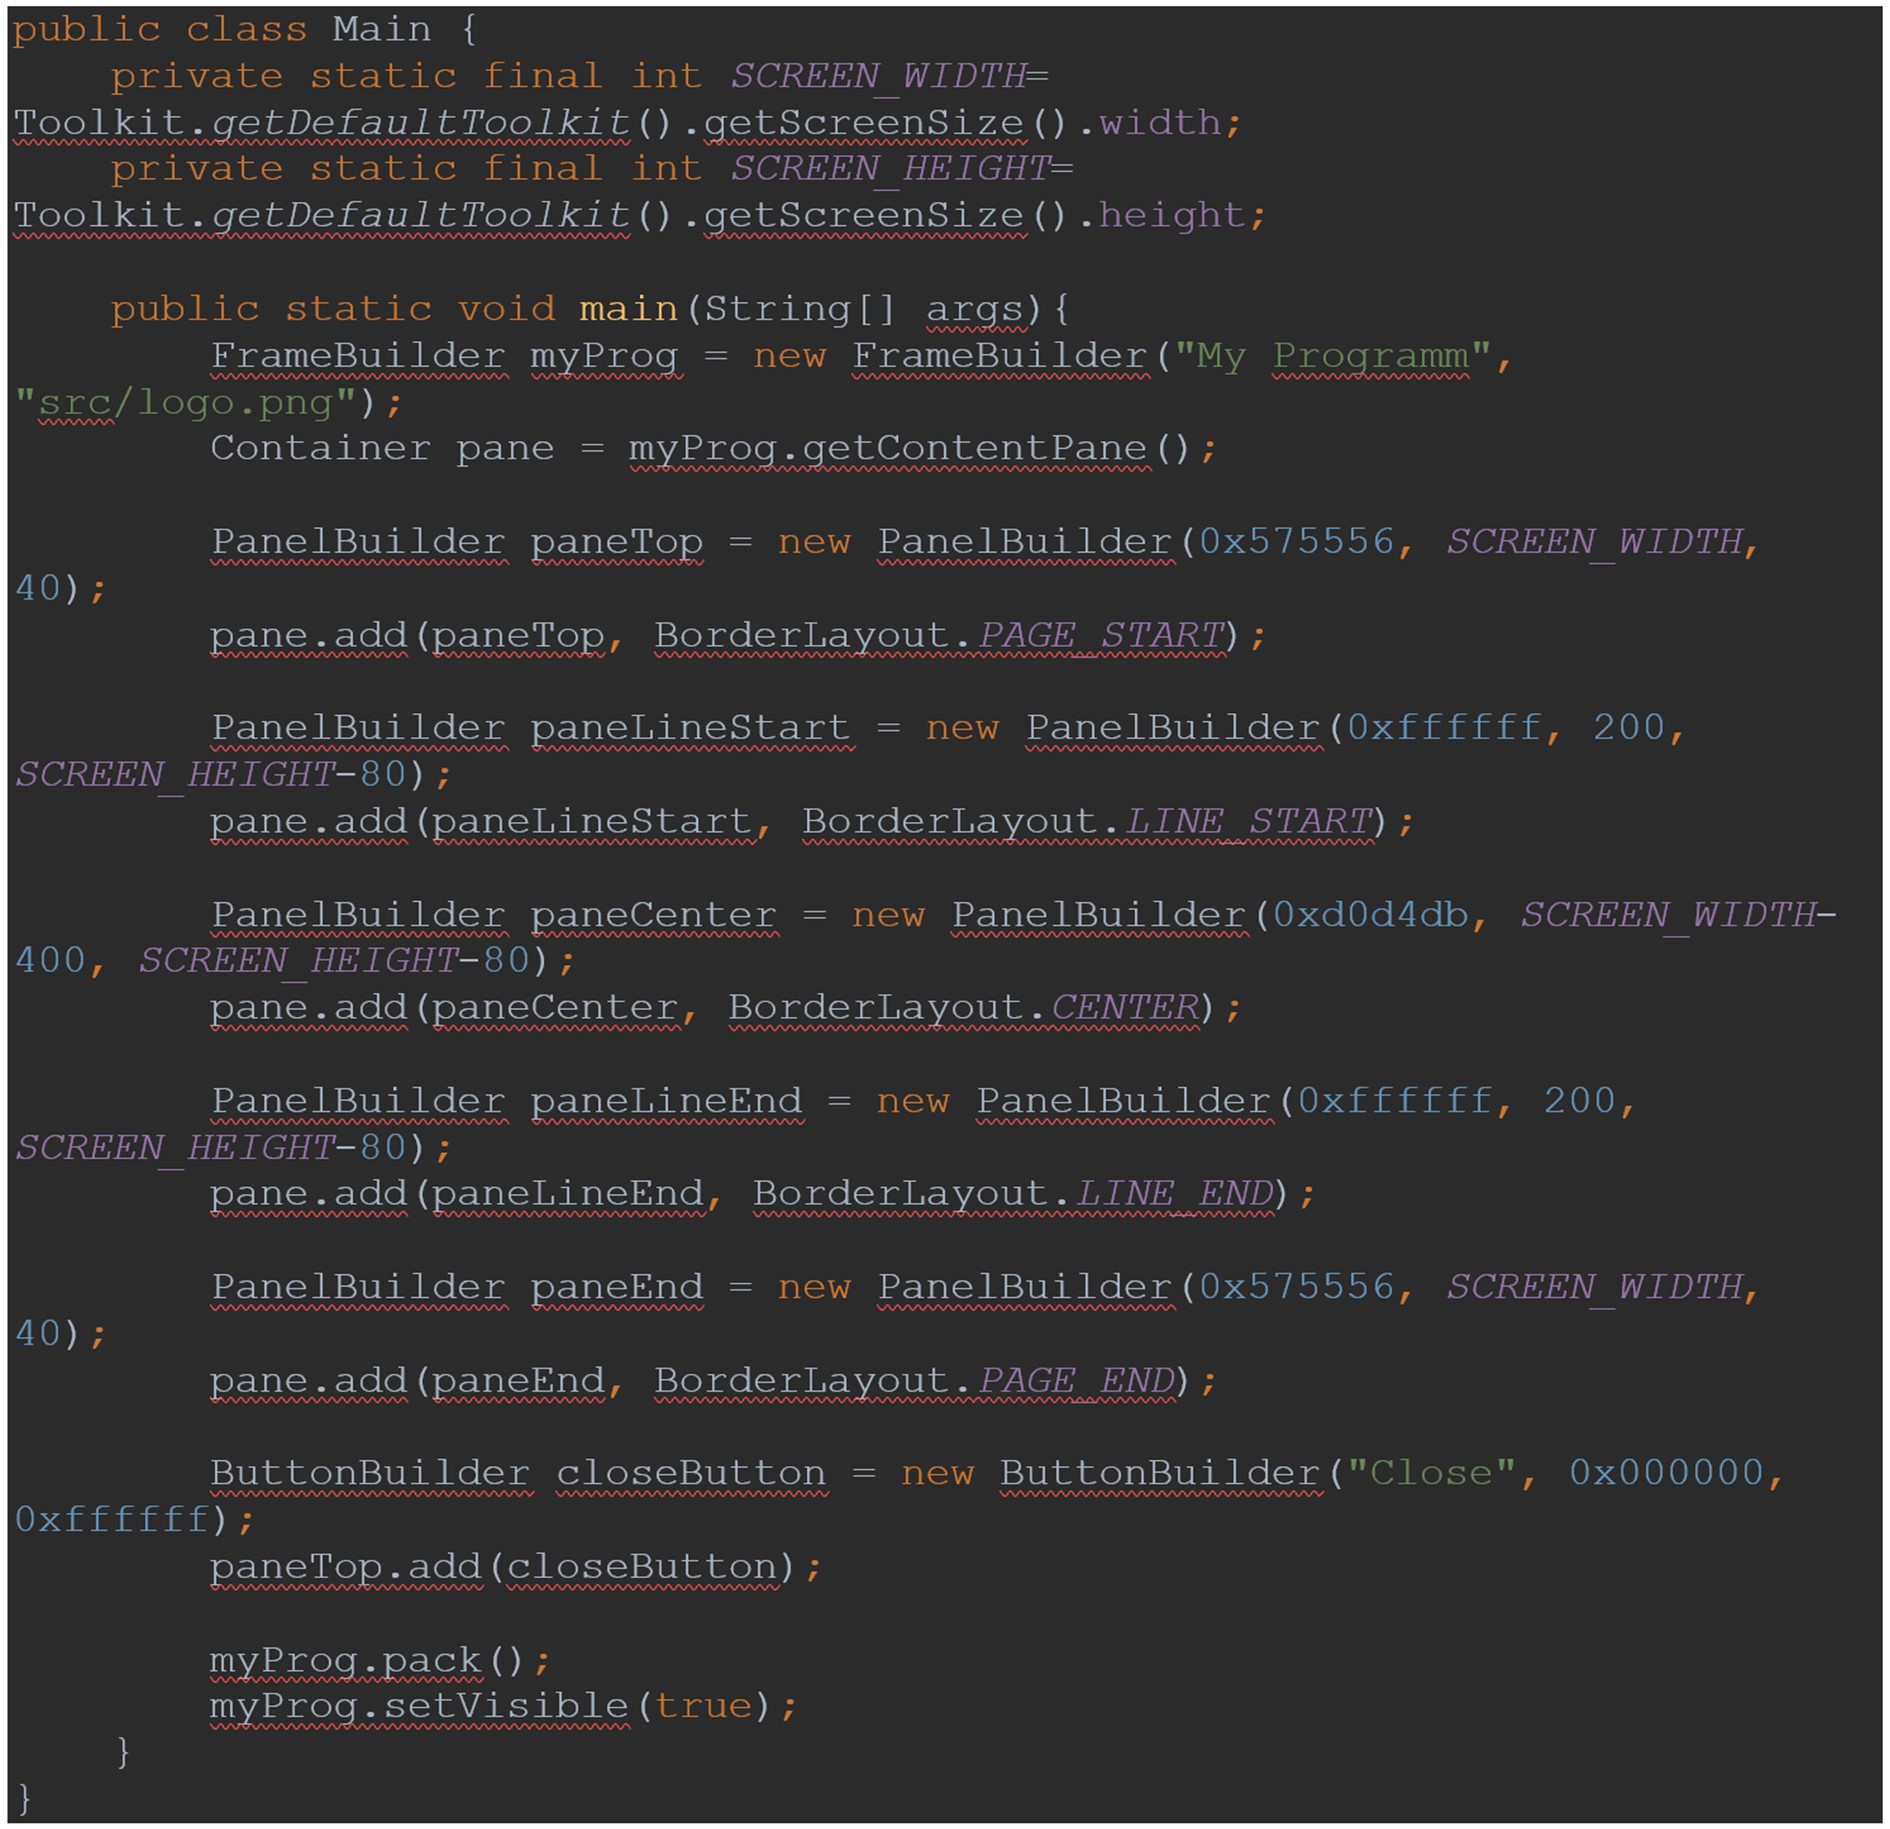 public class Main {
private static final int SCREEN_WIDTH=
Toolkit.getDefaultToolkit().getScreenSize().width;
private static final int SCREEN_HEIGHT=
Toolkit.getDefaultToolkit().getScreenSize().height;
public static void main(String[] args){
FrameBuilder myProg = new FrameBuilder("My Programm",
"src/logo.png");
Container pane = myProg.getContentPane();
PanelBuilder paneTop = new PanelBuilder(0x575556, SCREEN_WIDTH,
40);
pane.add(paneTop, BorderLayout.PAGE_START);
PanelBuilder paneLineStart = new PanelBuilder(0xffffff, 200,
SCREEN_HEIGHT-80);
pane.add(paneLineStart, BorderLayout.LINE_START);
PanelBuilder paneCenter = new PanelBuilder(0xd0d4db, SCREEN_WIDTH-
400, SCREEN_HEIGHT-80);
pane.add(paneCenter, BorderLayout.CENTER);
PanelBuilder paneLineEnd = new PanelBuilder(0xffffff, 200,
SCREEN_HEIGHT-80);
pane.add(paneLineEnd, BorderLayout.LINE_END);
PanelBuilder paneEnd = new PanelBuilder(0x575556, SCREEN_WIDTH,
40);
pane.add(paneEnd, BorderLayout.PAGE_END);
ButtonBuilder closeButton = new ButtonBuilder("Close", 0x000000,
0xffffff);
paneTop.add(closeButton);
myProg.pack();
myProg.setVisible(true);
}
}